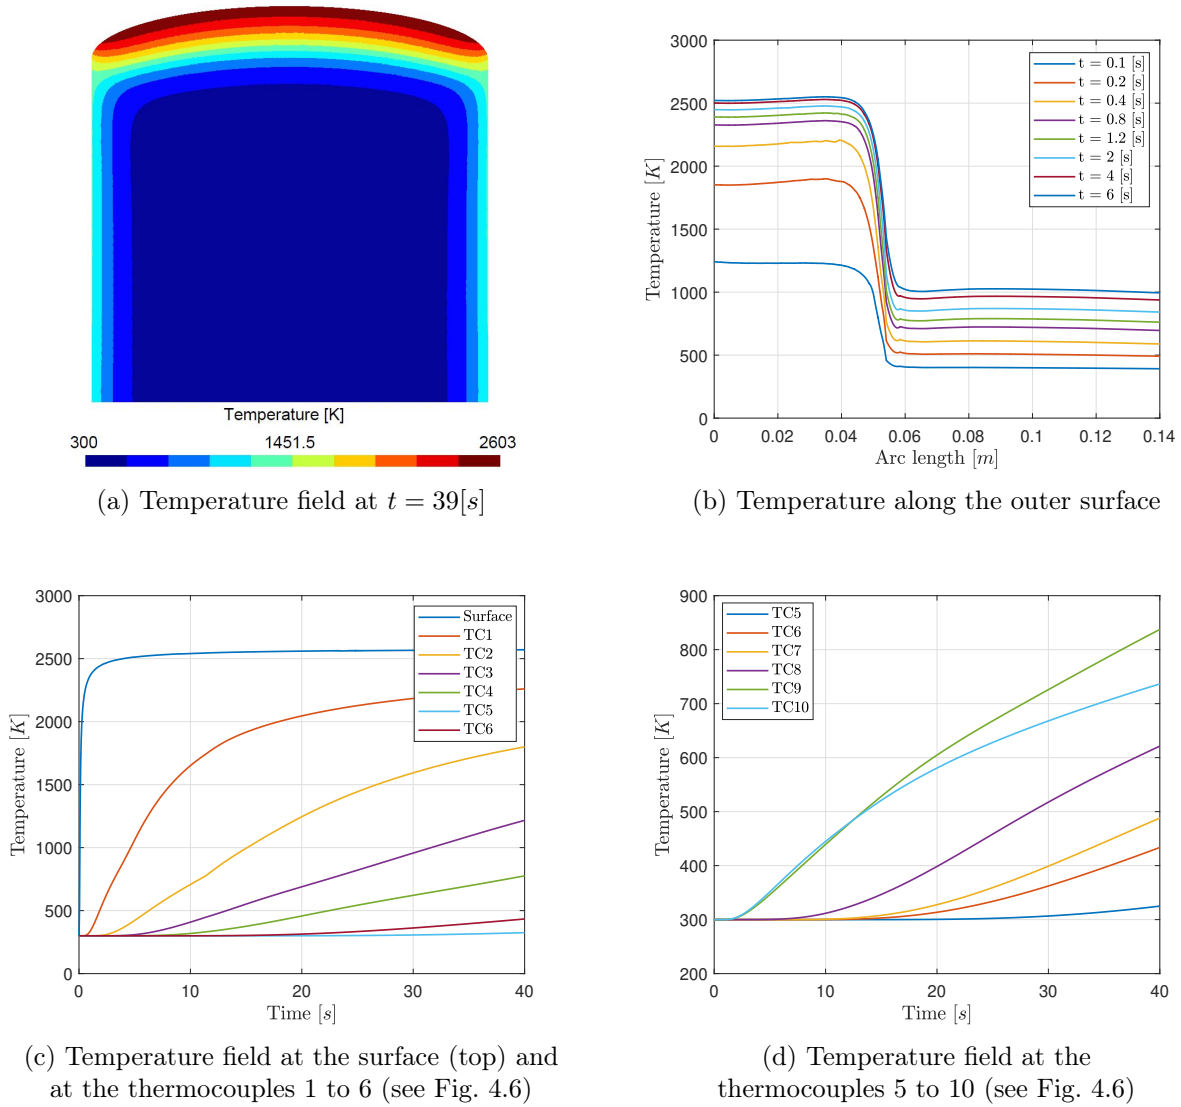 Temperature [K]
300 1451.5 2603
(a) Temperature field at t = 39[s]
3000
2500
2000
1500
1000
500
0
Temperature [K]
t = 0.1 [s]
t = 0.2 [s]
t = 0.4 [s]
t = 0.8 [s]
t = 1.2 [s]
t = 2 [s]
t = 4 [s]
t = 6 [s]
0 0.02 0.04 0.06 0.08 0.1 0.12 0.14
Arc length [m]
(b) Temperature along the outer surface
3000
2500
2000
1500
1000
500
0
Temperature [K]
Surface
TC1
TC2
TC3
TC4
TC5
TC6
0 10 20 30 40
Time [s]
(c) Temperature field at the surface (top) and
at the thermocouples 1 to 6 (see Fig. 4.6)
900
800
700
600
500
400
300
200
Temperature [K]
TC5
TC6
TC7
TC8
TC9
TC10
0 10 20 30 40
Time [s]
(d) Temperature field at the
thermocouples 5 to 10 (see Fig. 4.6)